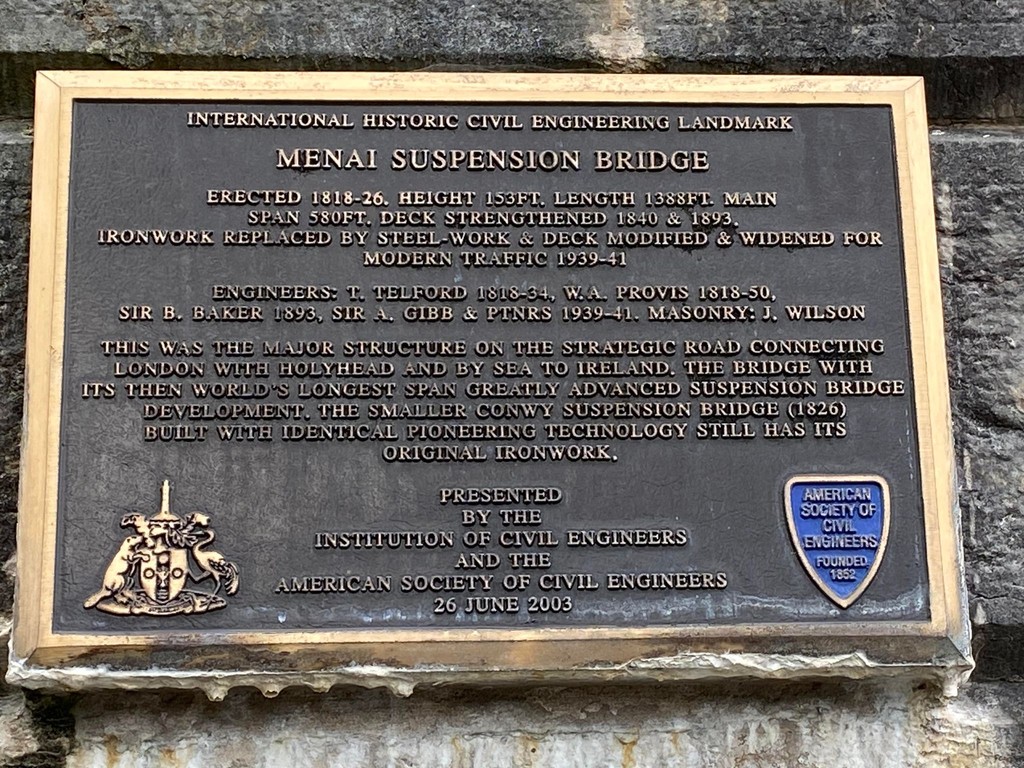 INTERNATIONAL HISTORIC CIVIL ENGINEERING LANDMARK
MENAI SUSPENSION BRIDGE
ERECTED 1818-26. HEIGHT 153FT. LENGTH 1388FT. MAIN
SPAN 580FT. DECK STRENGTHENED 1840 & 1893.
IRONWORK REPLACED BY STEEL-WORK & DECK MODIFIED & WIDENED FOR
MODERN TRAFFIC 1939-41
ENGINEERS: T. TELFORD 1818-34, W.A. PROVIS 1818-50,
SIR B. BAKER 1893, SIR A. GIBB & PTNRS 1939-41. MASONRY: J. WILSON
THIS WAS THE MAJOR STRUCTURE ON THE STRATEGIC ROAD CONNECTING
LONDON WITH HOLYHEAD AND BY SEA TO IRELAND. THE BRIDGE WITH
ITS THEN WORLD'S LONGEST SPAN GREATLY ADVANCED SUSPENSION BRIDGE
DEVELOPMENT. THE SMALLER CONWY SUSPENSION BRIDGE (1826)
BUILT WITH IDENTICAL PIONEERING TECHNOLOGY STILL HAS ITS
ORIGINAL IRONWORK.
PRESENTED
BY THE
INSTITUTION OF CIVIL ENGINEERS
AND THE
AMERICAN SOCIETY OF CIVIL ENGINEERS
26 JUNE 2003
AMERICAN
SOCIETY OF
CIVIL
ENGINEERS
FOUNDED
1852